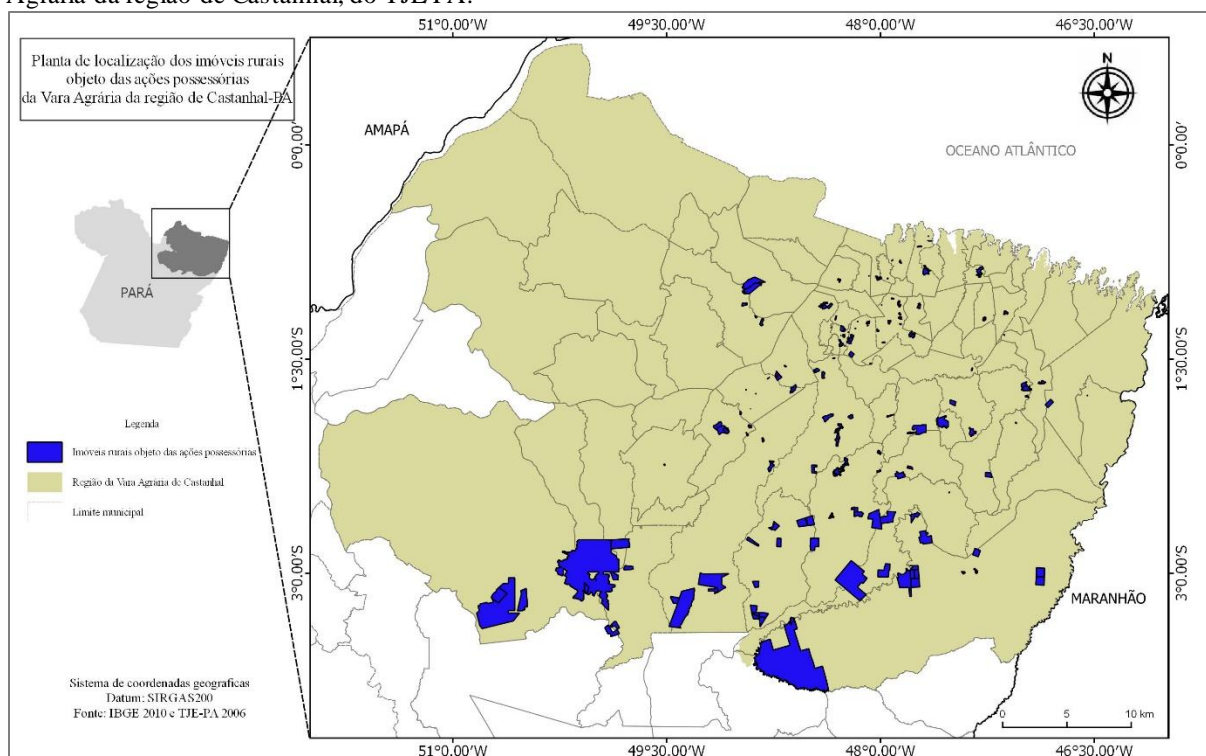 Agrária da região de Castanhal, do TJE PA.
Planta de localização dos imóveis rurais
objeto das ações possessórias
da Vara Agrária da região de Castanhal-PA
51°0.00'W
49°30.00'W
48°0.00'W
46°30.00'W
N
AMAPÁ
OCEANO ATLÂNTICO
0°0.00'
0°0.00'
PARÁ
1°30.00'S
1°30.00'S
Legenda
Imóveis rurais objeto das ações possessórias
Região da Vara Agrária de Castanhal
Limite municipal
3°0.00'S
3°0.00'S
MARANHÃO
Sistema de coordenadas geograficas
Datum: SIRGAS200
Fonte: IBGE 2010 e TJE-PA 2006
0 5 10 km
51°0.00'W
49°30.00'W
48°0.00'W
46°30.00'W